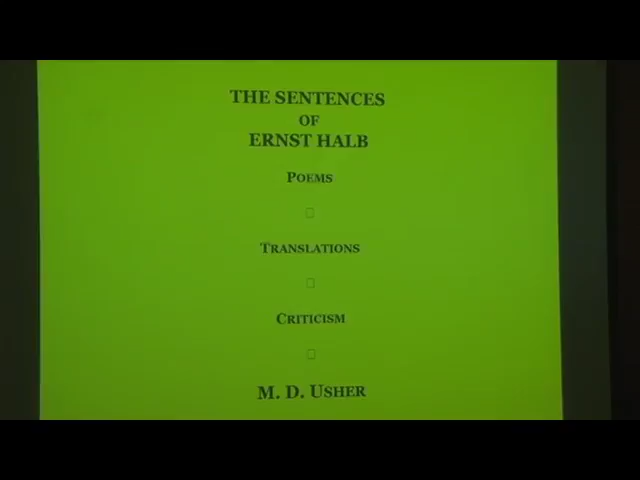 THE SENTENCES
OF
ERNST HALB
POEMS
TRANSLATIONS
CRITICISM
M. D. USHER